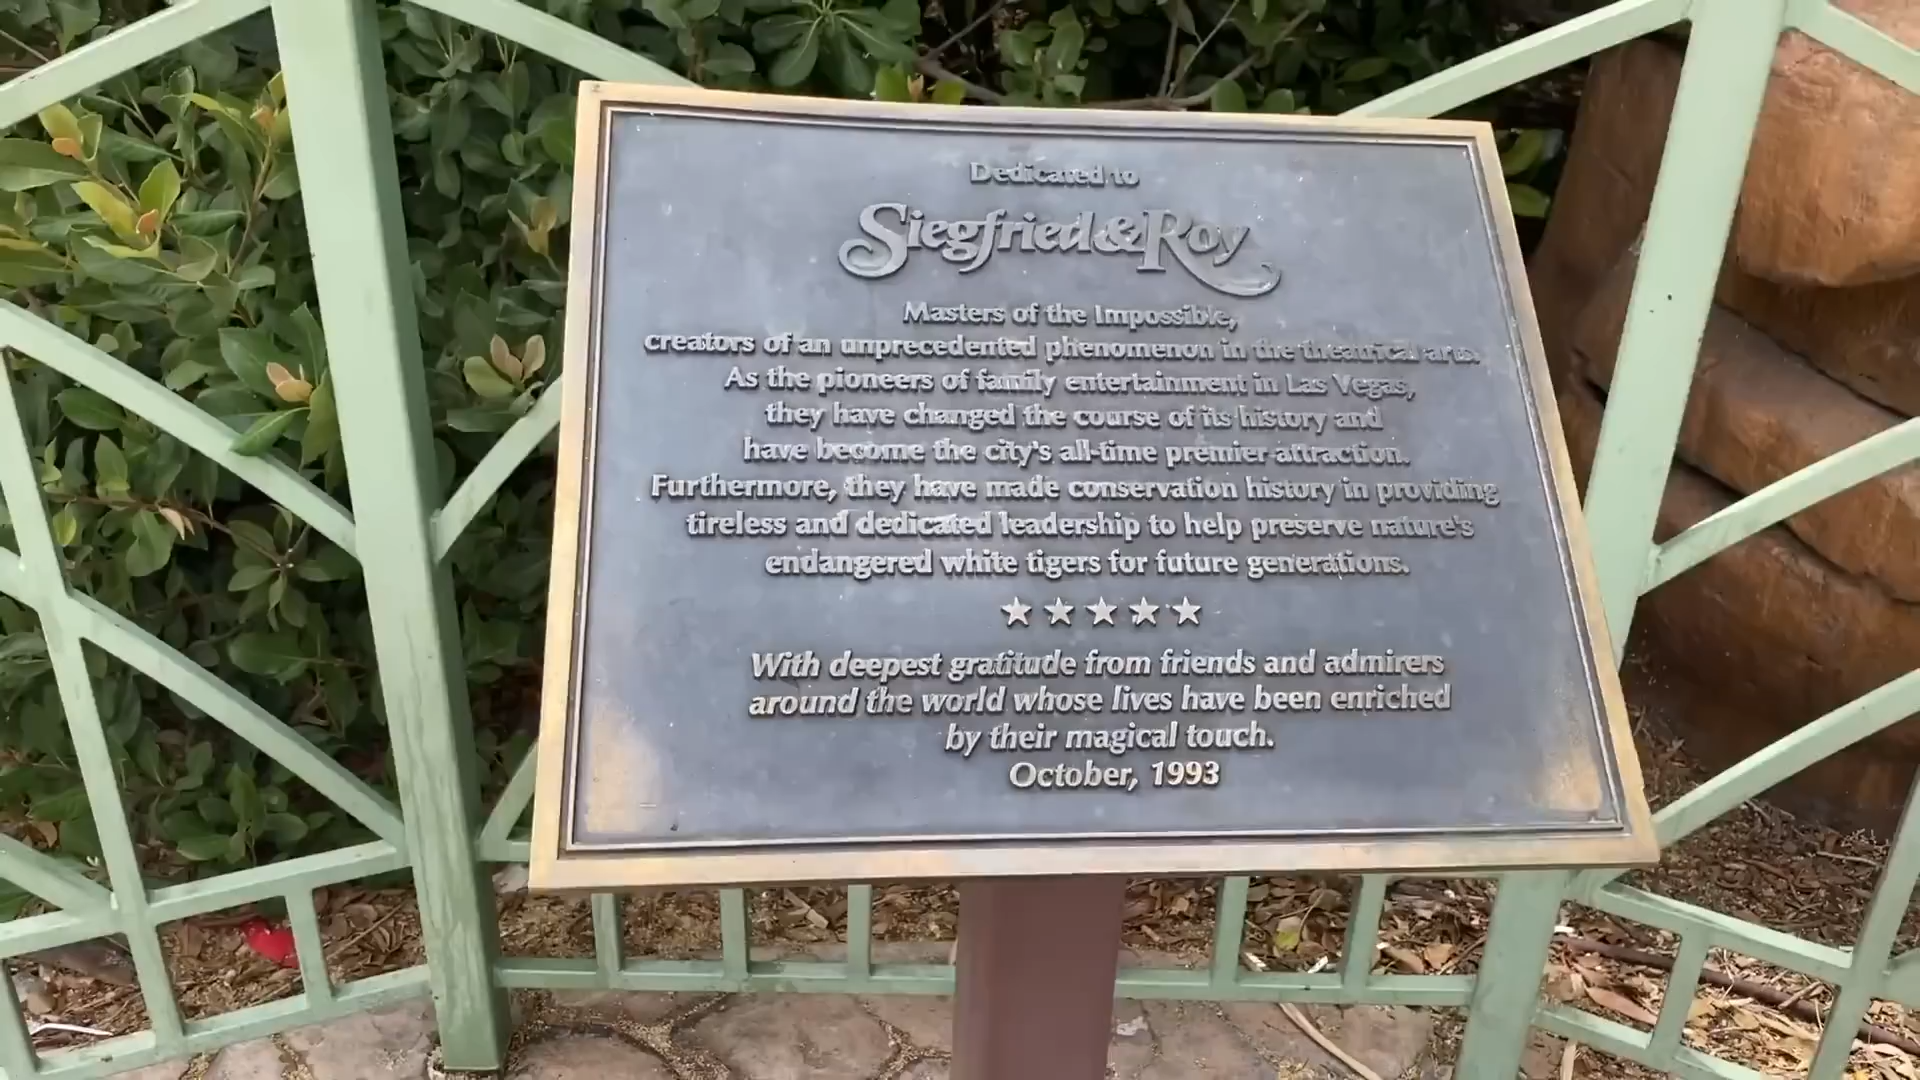 Dedicated to
Siegfried & Roy
Masters of the Impossible,
creators of an unprecedented phenomenon in the theatrical arts.
As the pioneers of family entertainment in Las Vegas,
they have changed the course of its history and
have become the city's all-time premier attraction.
Furthermore, they have made conservation history in providing
tireless and dedicated leadership to help preserve nature's
endangered white tigers for future generations.
With deepest gratitude from friends and admirers
around the world whose lives have been enriched
by their magical touch.
October, 1993